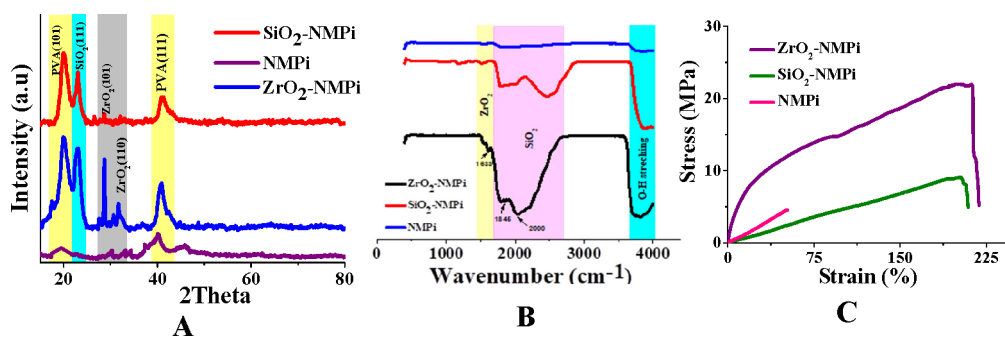 Intensity (a.u)
PVA(101)
SiO2(111)
ZrO2(101)
ZrO2(110)
PVA(111)
SiO2-NMPi
NMPi
ZrO2-NMPi
20 40 60 80
2Theta
A
ZrO2
SiO2
O-H streching
1633
1846
2000
ZrO2-NMPi
SiO2-NMPi
NMPi
1000 2000 3000 4000
Wavenumber (cm-1)
B
Stress (MPa)
30
20
10
0
ZrO2-NMPi
SiO2-NMPi
NMPi
0 75 150 225
Strain (%)
C